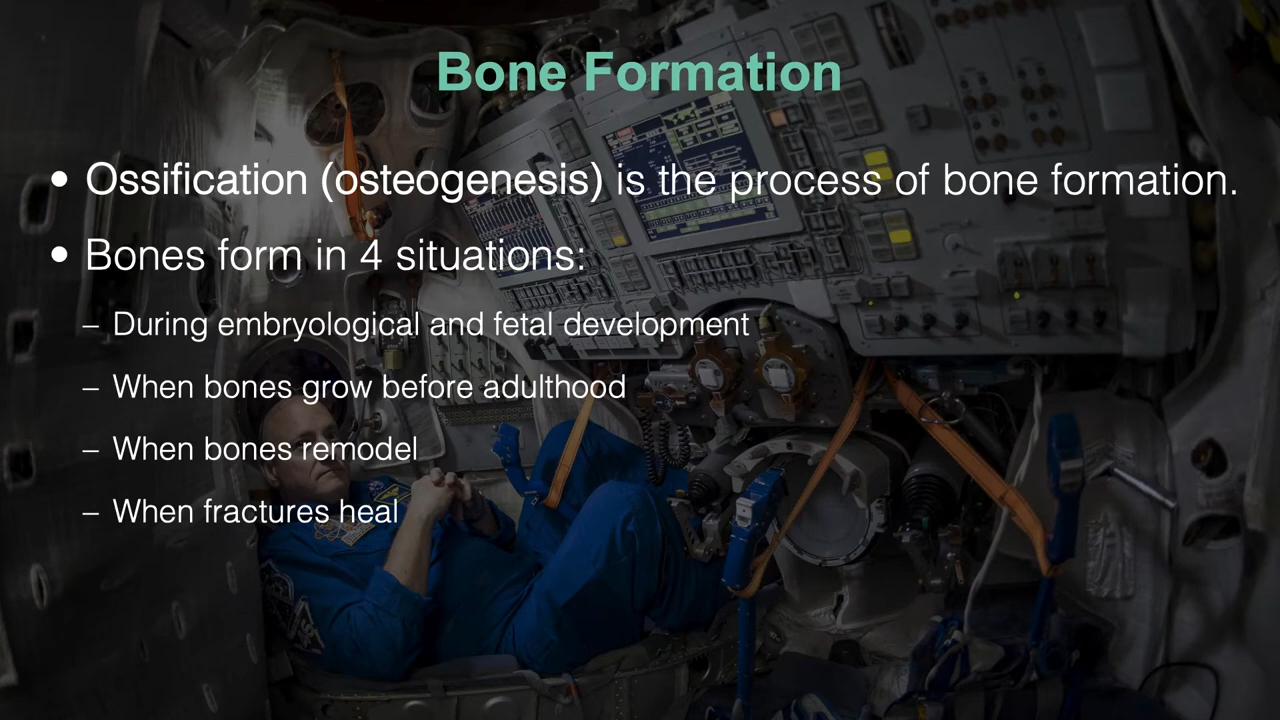 Bone Formation
• Ossification (osteogenesis) is the process of bone formation.
• Bones form in 4 situations:
– During embryological and fetal development
– When bones grow before adulthood
– When bones remodel
– When fractures heal